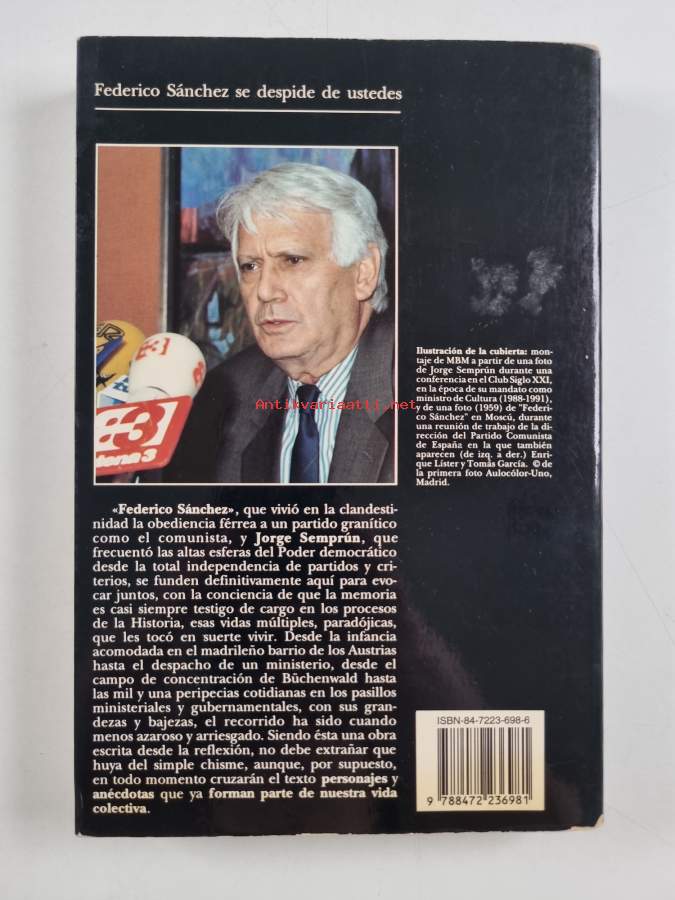 Federico Sánchez se despide de ustedes
3
3
tena3
Antikvariaatti.net
Ilustración de la cubierta: mon-
taje de MBM a partir de una foto
de Jorge Semprún durante una
conferencia en el Club Siglo XXI,
en la época de su mandato como
ministro de Cultura (1988-1991),
y de una foto (1959) de "Federi-
co Sánchez" en Moscú, durante
una reunión de trabajo de la di-
rección del Partido Comunista
de España en la que también
aparecen (de izq. a der.) Enri-
que Líster y Tomás García. © de
la primera foto Aulocólor-Uno,
Madrid.
«Federico Sánchez», que vivió en la clandesti-
nidad la obediencia férrea a un partido granítico
como el comunista, y Jorge Semprún, que
frecuentó las altas esferas del Poder democrático
desde la total independencia de partidos y cri-
terios, se funden definitivamente aquí para evo-
car juntos, con la conciencia de que la memoria
es casi siempre testigo de cargo en los procesos
de la Historia, esas vidas múltiples, paradójicas,
que les tocó en suerte vivir. Desde la infancia
acomodada en el madrileño barrio de los Austrias
hasta el despacho de un ministerio, desde el
campo de concentración de Büchenwald hasta
las mil y una peripecias cotidianas en los pasillos
ministeriales y gubernamentales, con sus gran-
dezas y bajezas, el recorrido ha sido cuando
menos azaroso y arriesgado. Siendo ésta una obra
escrita desde la reflexión, no debe extrañar que
huya del simple chisme, aunque, por supuesto,
en todo momento cruzarán el texto personajes y
anécdotas que ya forman parte de nuestra vida
colectiva.
ISBN-84-7223-698-6
9 788472 236981